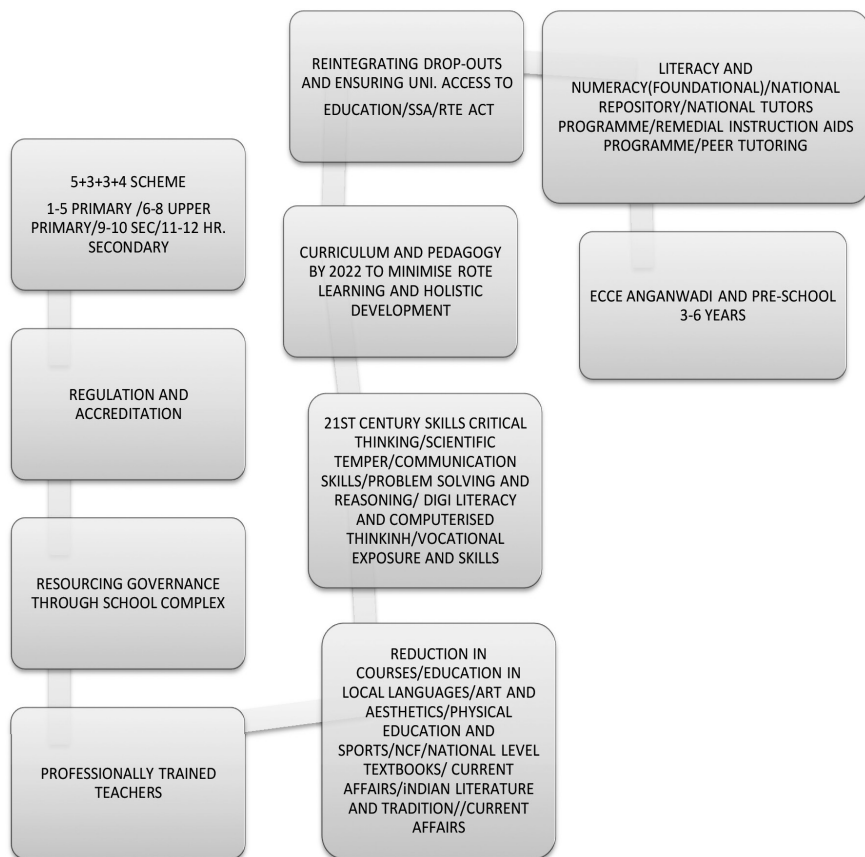 5+3+3+4 SCHEME
1-5 PRIMARY /6-8 UPPER
PRIMARY/9-10 SEC/11-12 HR.
SECONDARY
REGULATION AND
ACCREDITATION
RESOURCING GOVERNANCE
THROUGH SCHOOL COMPLEX
PROFESSIONALLY TRAINED
TEACHERS
REDUCTION IN
COURSES/EDUCATION IN
LOCAL LANGUAGES/ART AND
AESTHETICS/PHYSICAL
EDUCATION AND
SPORTS/NCF/NATIONAL LEVEL
TEXTBOOKS/ CURRENT
AFFAIRS/iNDIAN LITERATURE
AND TRADITION//CURRENT
AFFAIRS
21ST CENTURY SKILLS CRITICAL
THINKING/SCIENTIFIC
TEMPER/COMMUNICATION
SKILLS/PROBLEM SOLVING AND
REASONING/ DIGI LITERACY
AND COMPUTERISED
THINKINH/VOCATIONAL
EXPOSURE AND SKILLS
CURRICULUM AND PEDAGOGY
BY 2022 TO MINIMISE ROTE
LEARNING AND HOLISTIC
DEVELOPMENT
REINTEGRATING DROP-OUTS
AND ENSURING UNI. ACCESS TO
EDUCATION/SSA/RTE ACT
LITERACY AND
NUMERACY(FOUNDATIONAL)/NATIONAL
REPOSITORY/NATIONAL TUTORS
PROGRAMME/REMEDIAL INSTRUCTION AIDS
PROGRAMME/PEER TUTORING
ECCE ANGANWADI AND PRE-SCHOOL
3-6 YEARS